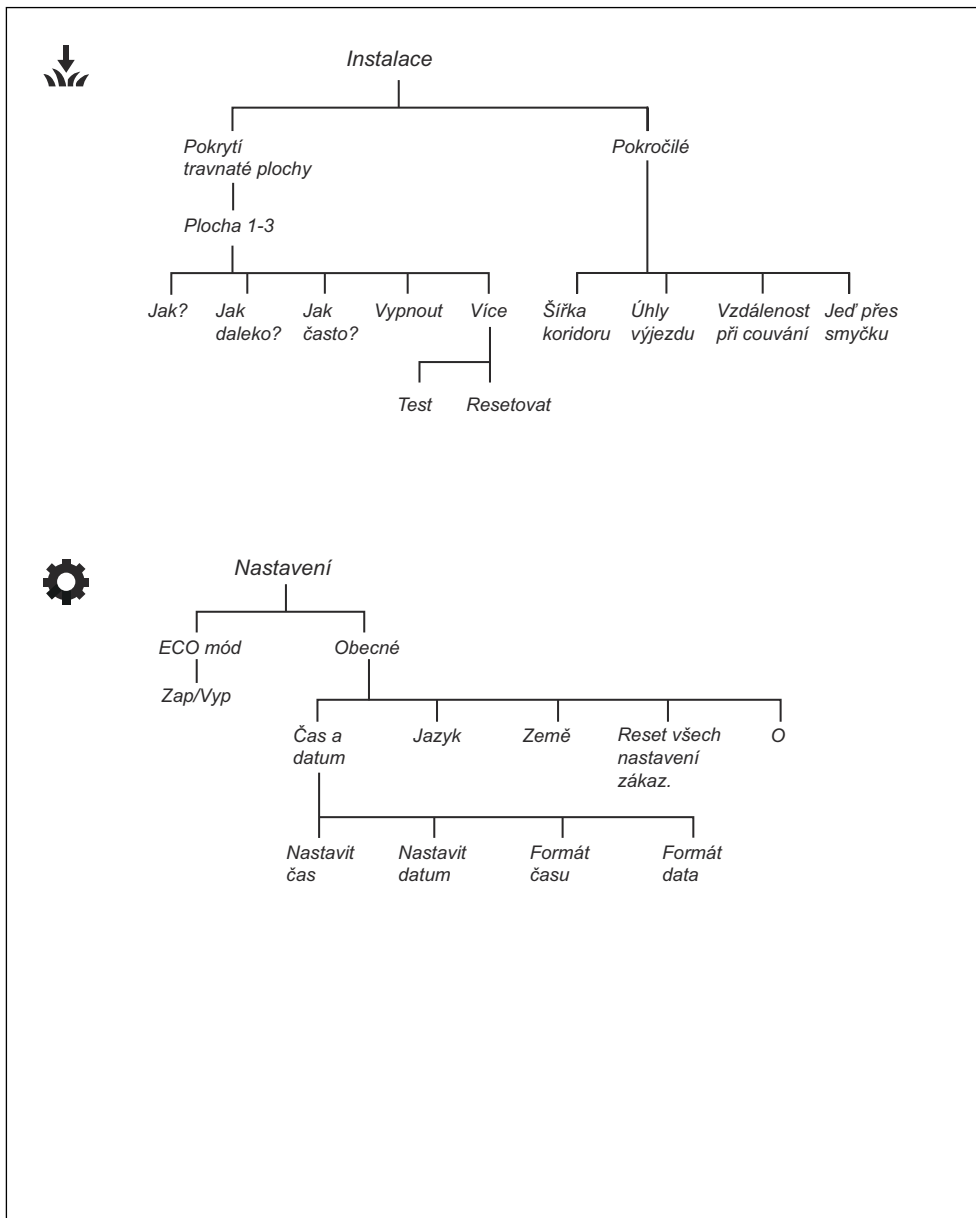 Instalace
Pokrytí
travnaté plochy
Pokročilé
Plocha 1-3
Jak?
Jak
daleko?
Jak
často?
Vypnout
Více
Šířka
koridoru
Úhly
výjezdu
Vzdálenost
při couvání
Jeď přes
smyčku
Test
Resetovat
Nastavení
ECO mód
Obecné
Zap/Vyp
Čas a
datum
Jazyk
Země
Reset všech
nastavení
zákaz.
O
Nastavit
čas
Nastavit
datum
Formát
času
Formát
data